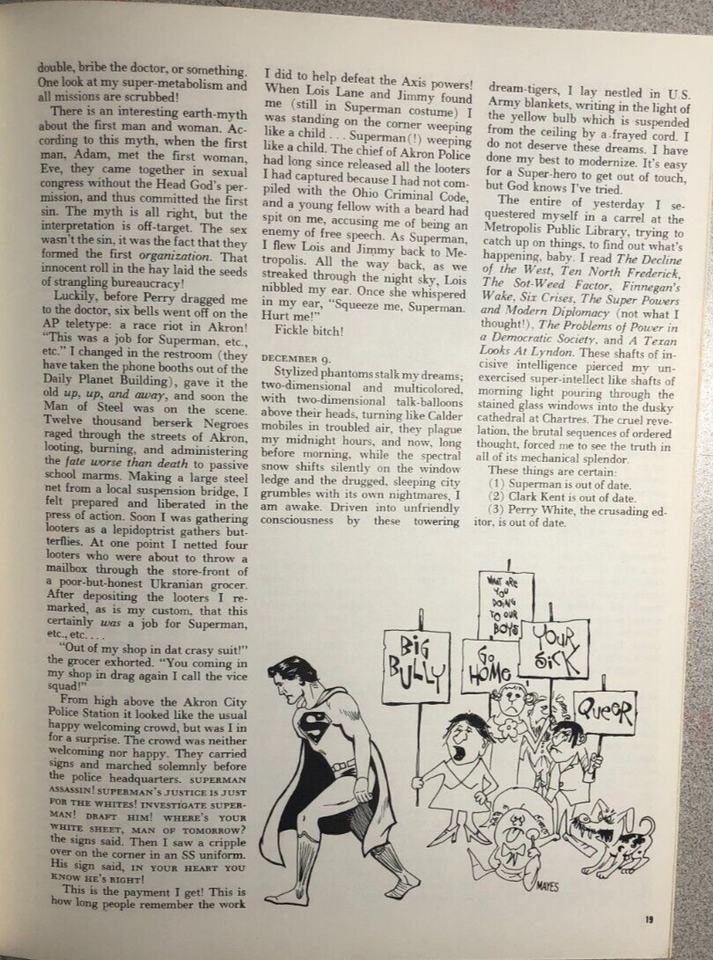 double, bribe the doctor, or something.
One look at my super-metabolism and
all missions are scrubbed!
There is an interesting earth-myth
about the first man and woman. Ac-
cording to this myth, when the first
man, Adam, met the first woman,
Eve, they came together in sexual
congress without the Head God's per-
mission, and thus committed the first
sin. The myth is all right, but the
interpretation is off-target. The sex
wasn't the sin, it was the fact that they
formed the first organization. That
innocent roll in the hay laid the seeds
of strangling bureaucracy!
Luckily, before Perry dragged me
to the doctor, six bells went off on the
AP teletype: a race riot in Akron!
"This was a job for Superman, etc.,
etc." I changed in the restroom (they
have taken the phone booths out of the
Daily Planet Building), gave it the
old up, up, and away, and soon the
Man of Steel was on the scene.
Twelve thousand berserk Negroes
raged through the streets of Akron,
looting, burning, and administering
the fate worse than death to passive
school marms. Making a large steel
net from a local suspension bridge, I
felt prepared and liberated in the
press of action. Soon I was gathering
looters as a lepidoptrist gathers but-
terflies. At one point I netted four
looters who were about to throw a
mailbox through the store-front of
a poor-but-honest Ukranian grocer.
After depositing the looters I re-
marked, as is my custom, that this
certainly was a job for Superman,
etc., etc. . . .
"Out of my shop in dat crasy suit!"
the grocer exhorted. "You coming in
my shop in drag again I call the vice
squad!"
From high above the Akron City
Police Station it looked like the usual
happy welcoming crowd, but was I in
for a surprise. The crowd was neither
welcoming nor happy. They carried
signs and marched solemnly before
the police headquarters. SUPERMAN
ASSASSIN! SUPERMAN'S JUSTICE IS JUST
FOR THE WHITES! INVESTIGATE SUPER-
MAN! DRAFT HIM! WHERE'S YOUR
WHITE SHEET, MAN OF TOMORROW?
the signs said. Then I saw a cripple
over on the corner in an SS uniform.
His sign said, IN YOUR HEART YOU
KNOW HE'S RIGHT!
This is the payment I get! This is
how long people remember the work
I did to help defeat the Axis powers!
When Lois Lane and Jimmy found
me (still in Superman costume) I
was standing on the corner weeping
like a child . . . Superman(!) weeping
like a child. The chief of Akron Police
had long since released all the looters
I had captured because I had not com-
piled with the Ohio Criminal Code,
and a young fellow with a beard had
spit on me, accusing me of being an
enemy of free speech. As Superman,
I flew Lois and Jimmy back to Me-
tropolis. All the way back, as we
streaked through the night sky, Lois
nibbled my ear. Once she whispered
in my ear, "Squeeze me, Superman.
Hurt me!"
Fickle bitch!
DECEMBER 9.
Stylized phantoms stalk my dreams;
two-dimensional and multicolored,
with two-dimensional talk-balloons
above their heads, turning like Calder
mobiles in troubled air, they plague
my midnight hours, and now, long
before morning, while the spectral
snow shifts silently on the window
ledge and the drugged, sleeping city
grumbles with its own nightmares, I
am awake. Driven into unfriendly
consciousness by these towering
dream-tigers, I lay nestled in U.S.
Army blankets, writing in the light of
the yellow bulb which is suspended
from the ceiling by a frayed cord. I
do not deserve these dreams. I have
done my best to modernize. It's easy
for a Super-hero to get out of touch,
but God knows I've tried.
The entire of yesterday I se-
questered myself in a carrel at the
Metropolis Public Library, trying to
catch up on things, to find out what's
happening, baby. I read The Decline
of the West, Ten North Frederick,
The Sot-Weed Factor, Finnegan's
Wake, Six Crises, The Super Powers
and Modern Diplomacy (not what I
thought!), The Problems of Power in
a Democratic Society, and A Texan
Looks At Lyndon. These shafts of in-
cisive intelligence pierced my un-
exercised super-intellect like shafts of
morning light pouring through the
stained glass windows into the dusky
cathedral at Chartres. The cruel reve-
lation, the brutal sequences of ordered
thought, forced me to see the truth in
all of its mechanical splendor.
These things are certain:
(1) Superman is out of date.
(2) Clark Kent is out of date.
(3) Perry White, the crusading ed-
itor, is out of date.
WHAT ARE
YOU
DOING
TO OUR
BOYS
BIG
BULLY
GO
HOME
YOUR
SiCK
QUEER
S
MAYES
19